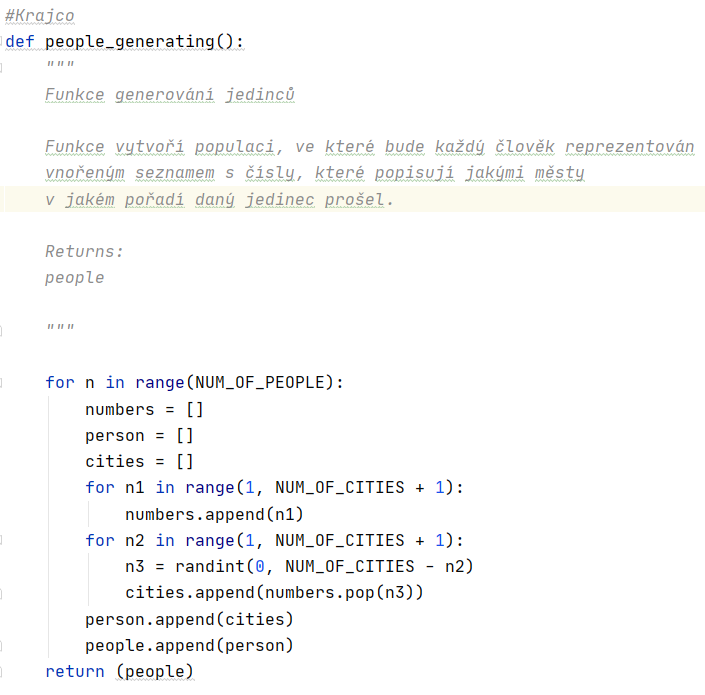 #Krajco
def people_generating():
    """
    Funkce generování jedinců

    Funkce vytvoří populaci, ve které bude každý člověk reprezentován
    vnořeným seznamem s čísly, které popisují jakými městy
    v jakém pořadí daný jedinec prošel.

    Returns:
    people

    """

    for n in range(NUM_OF_PEOPLE):
        numbers = []
        person = []
        cities = []
        for n1 in range(1, NUM_OF_CITIES + 1):
            numbers.append(n1)
        for n2 in range(1, NUM_OF_CITIES + 1):
            n3 = randint(0, NUM_OF_CITIES - n2)
            cities.append(numbers.pop(n3))
        person.append(cities)
        people.append(person)
    return (people)